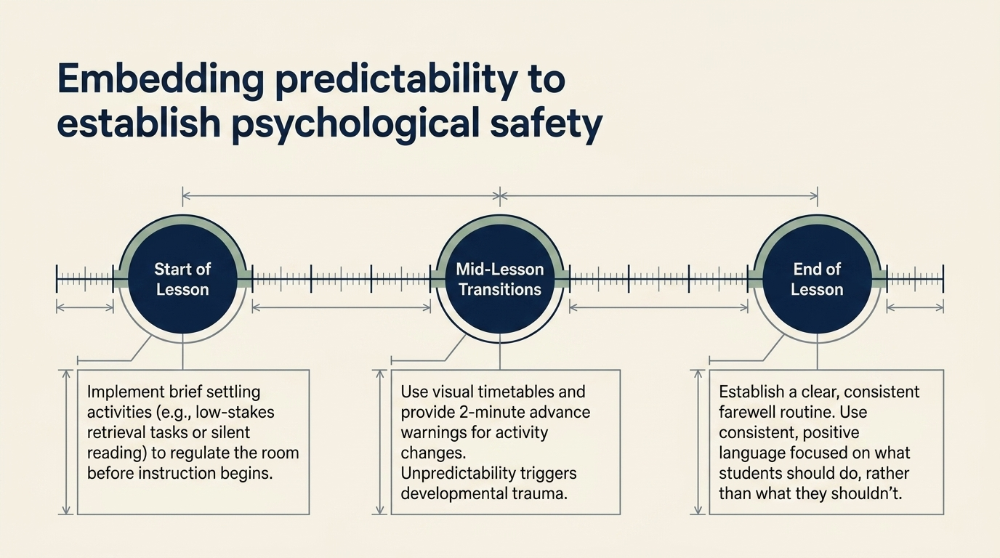 Embedding predictability to
establish psychological safety
Start of
Lesson
Mid-Lesson
Transitions
End of
Lesson
Implement brief settling
activities (e.g., low-stakes
retrieval tasks or silent
reading) to regulate the room
before instruction begins.
Use visual timetables and
provide 2-minute advance
warnings for activity
changes.
Unpredictability triggers
developmental trauma.
Establish a clear, consistent
farewell routine. Use
consistent, positive
language focused on what
students should do, rather
than what they shouldn't.